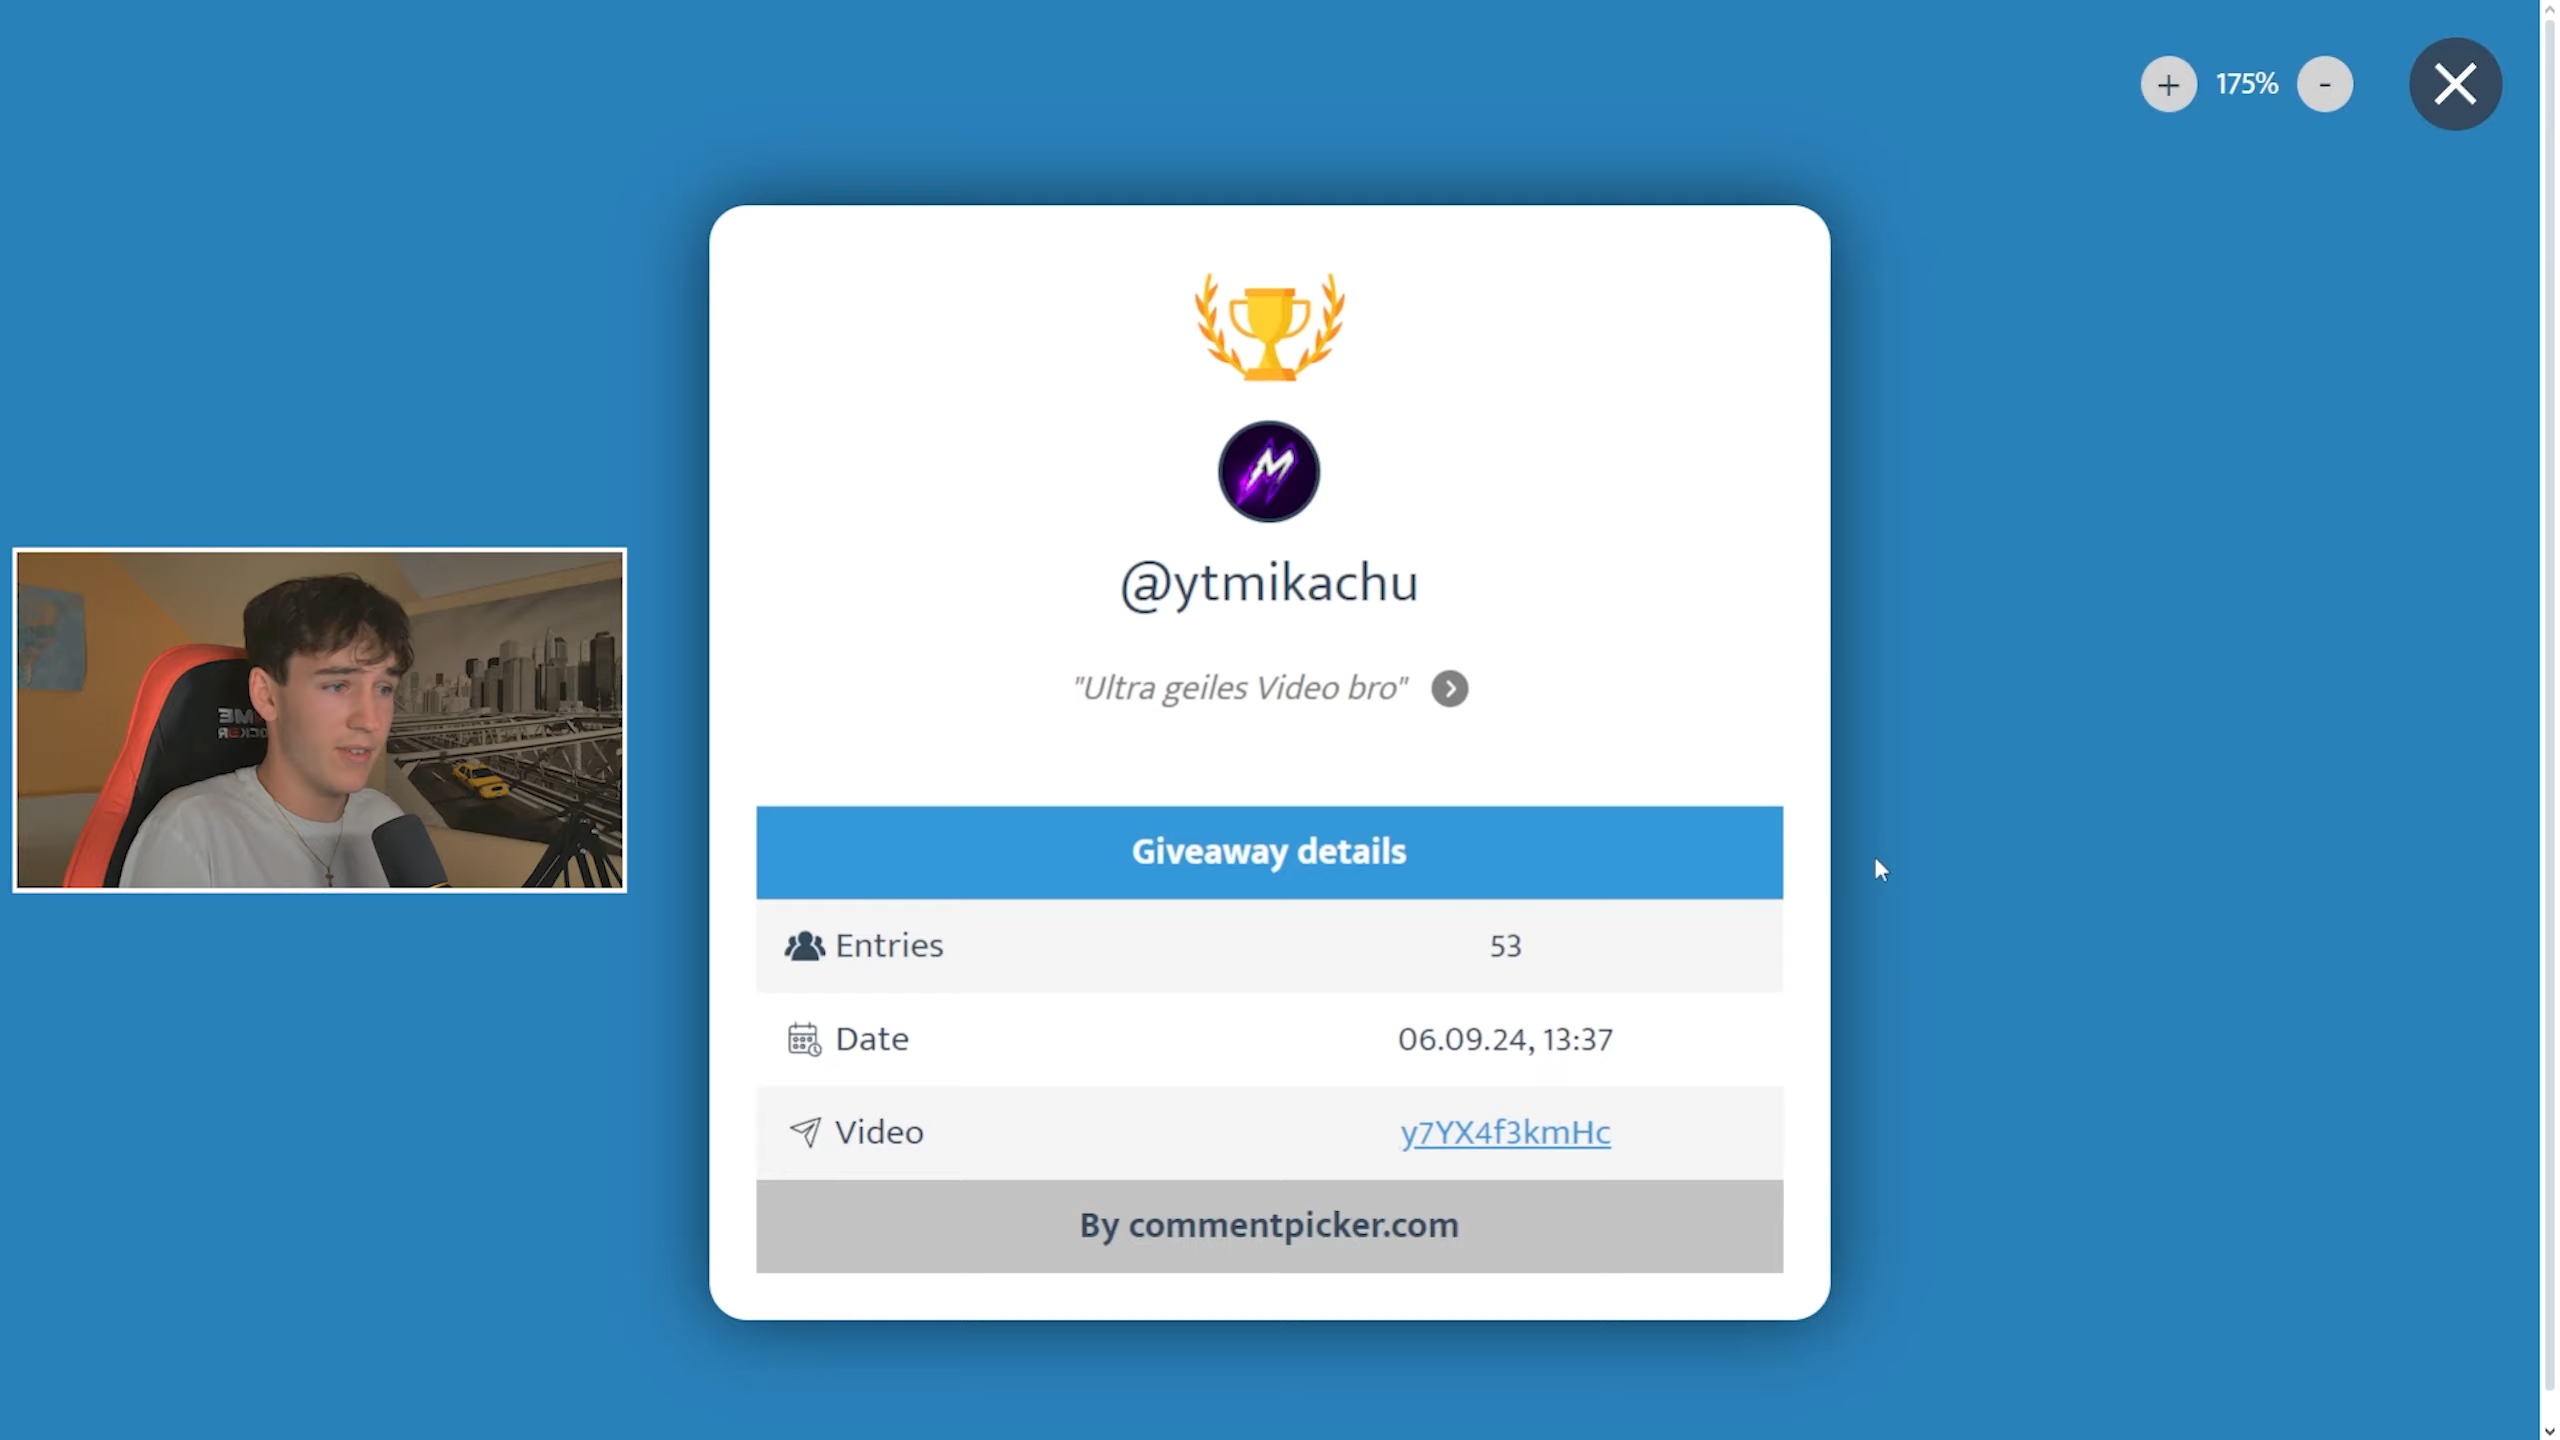 + 175% -
@ytmikachu
"Ultra geiles Video bro"
Giveaway details
Entries 53
Date 06.09.24, 13:37
Video y7YX4f3kmHc
By commentpicker.com